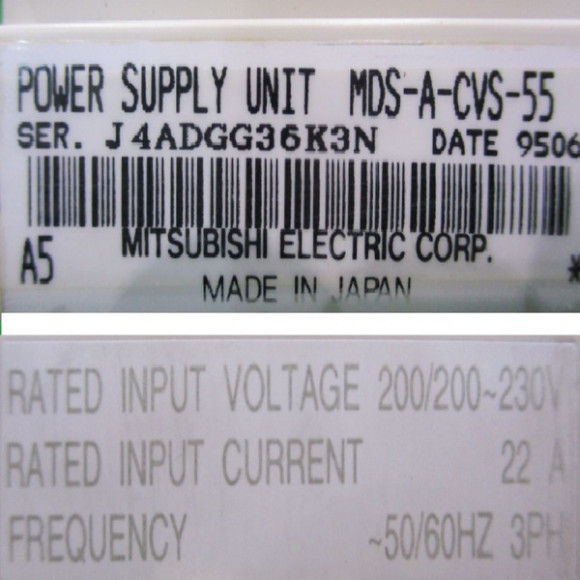 POWER SUPPLY UNIT MDS-A-CVS-55
SER. J4ADGG36K3N DATE 9506
A5 MITSUBISHI ELECTRIC CORP. *
MADE IN JAPAN
RATED INPUT VOLTAGE 200/200~230V
RATED INPUT CURRENT 22 A
FREQUENCY ~50/60HZ 3PH